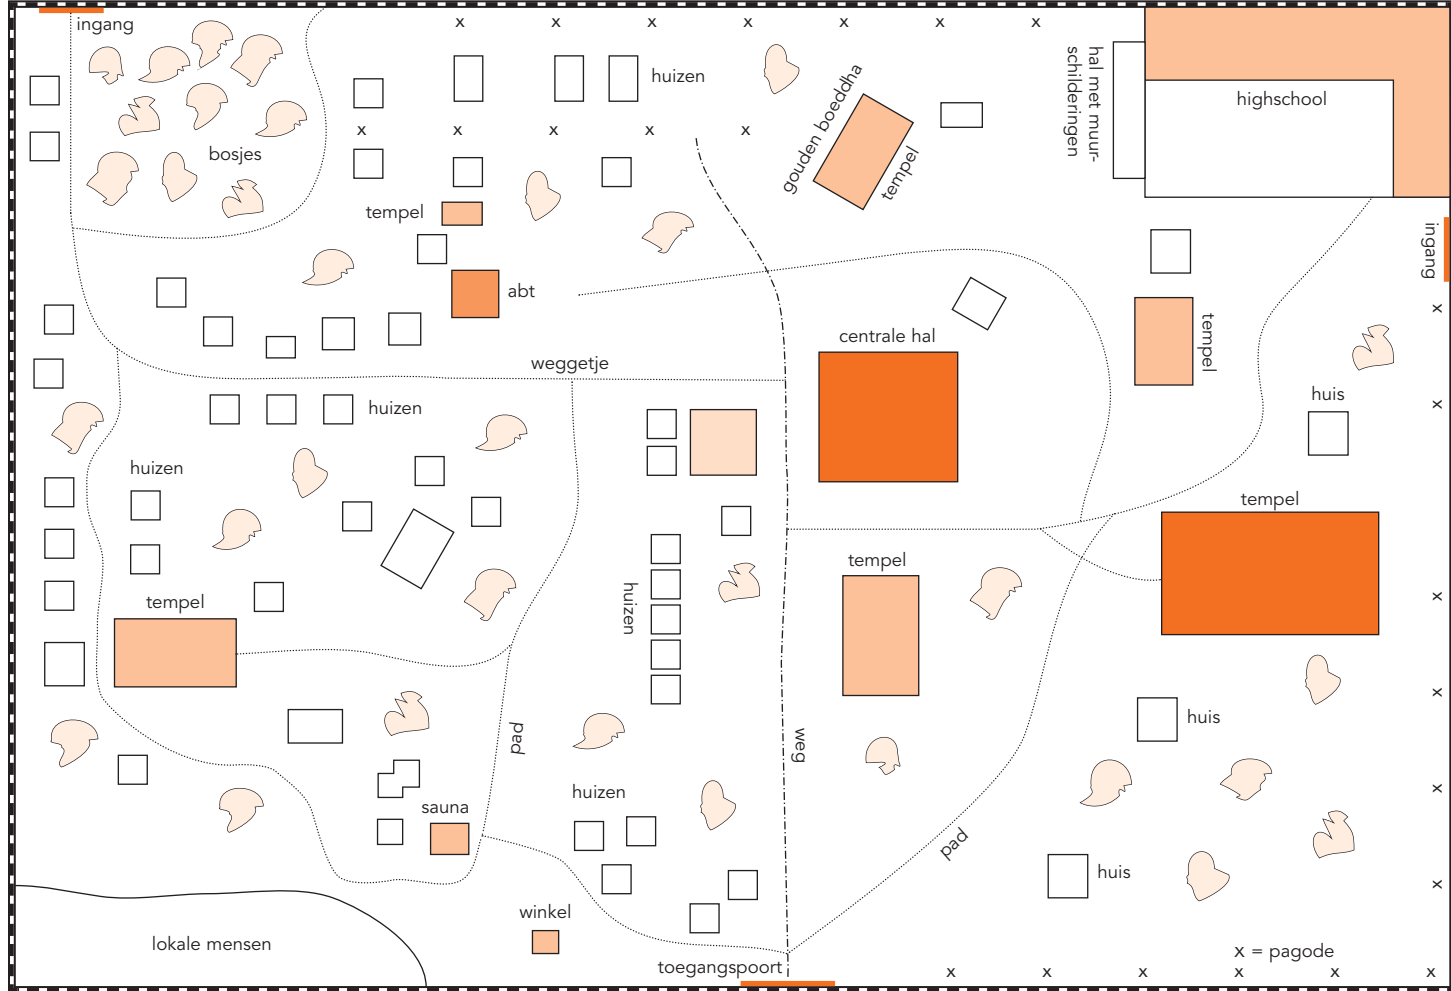 ingang
x x x x x x x
huizen
hal met muur-
schilderingen
highschool
gouden boeddha
tempel
x x x x x
bosjes
tempel
abt
ingang
x
tempel
centrale hal
weggetje
huis
x
huizen
huizen
tempel
tempel
x
tempel
huizen
x
huis
pad
weg
x
huizen
sauna
pad
huis
x
winkel
lokale mensen
toegangspoort
x = pagode
x x x x x x